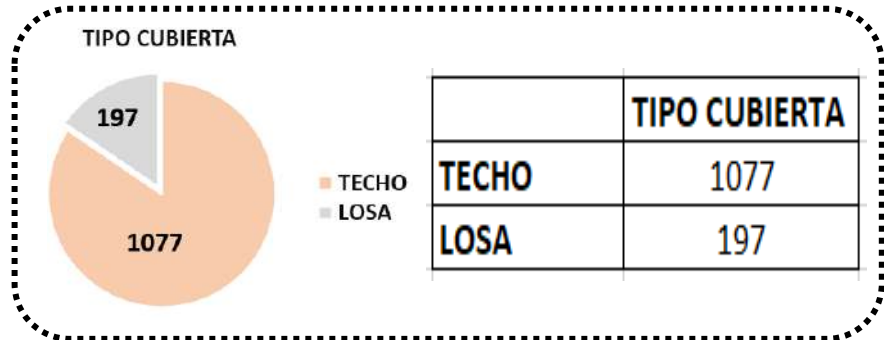 TIPO CUBIERTA
197
1077
TECHO
LOSA
TIPO CUBIERTA
TECHO 1077
LOSA 197